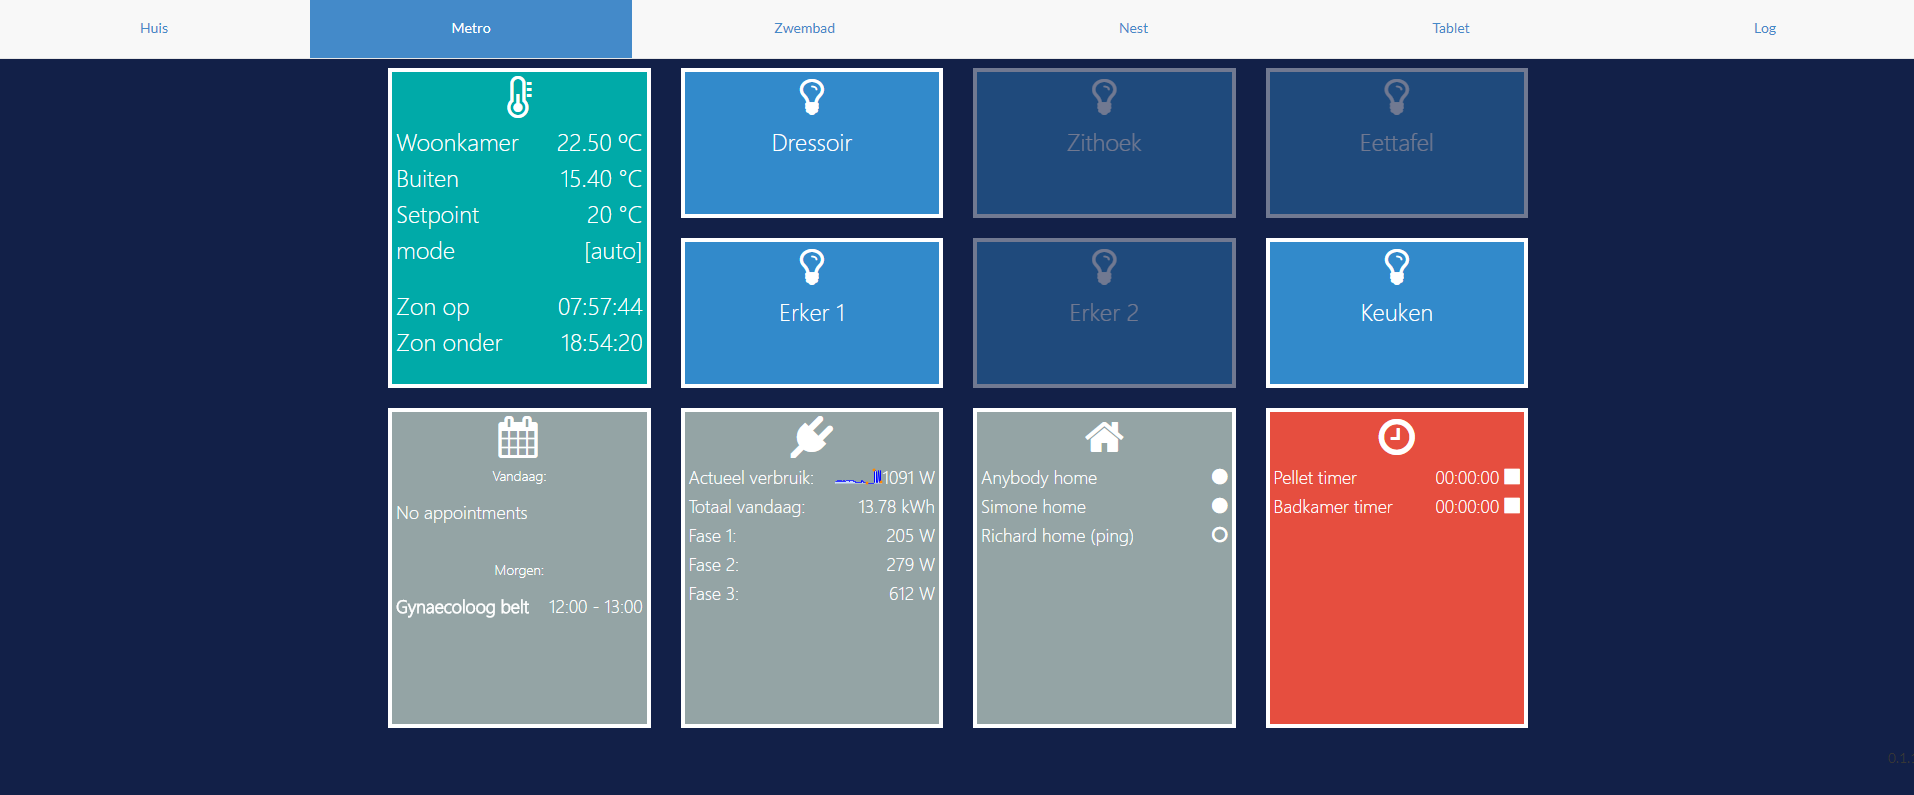 Huis
Metro
Zwembad
Nest
Tablet
Log
Woonkamer 22.50 ºC
Buiten 15.40 °C
Setpoint 20 °C
mode [auto]
Zon op 07:57:44
Zon onder 18:54:20
Dressoir
Zithoek
Eettafel
Erker 1
Erker 2
Keuken
Vandaag:
No appointments
Morgen:
Gynaecoloog belt 12:00 - 13:00
Actueel verbruik: 1091 W
Totaal vandaag: 13.78 kWh
Fase 1: 205 W
Fase 2: 279 W
Fase 3: 612 W
Anybody home
Simone home
Richard home (ping)
Pellet timer 00:00:00
Badkamer timer 00:00:00